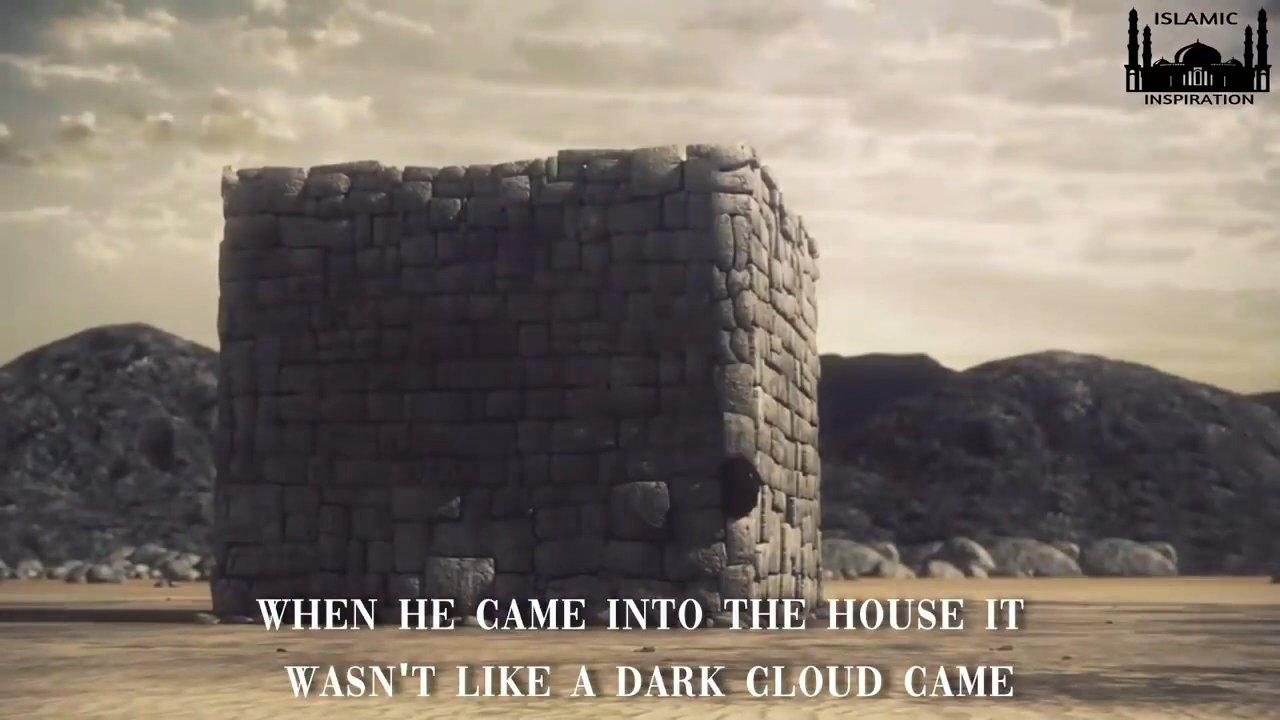 ISLAMIC
INSPIRATION
WHEN HE CAME INTO THE HOUSE IT
WASN'T LIKE A DARK CLOUD CAME